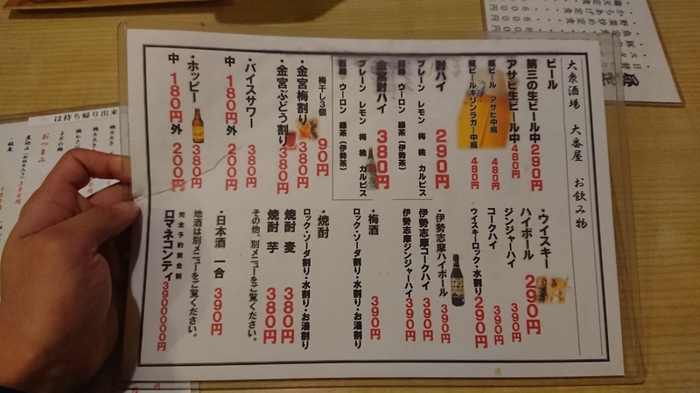 大衆酒場 大番屋 お飲み物
ビール
第三の生ビール中 290円
アサヒ生ビール中 480円
瓶ビール アサヒ中瓶 480円
瓶ビールキリンラガー中瓶 480円
酎ハイ 290円
プレーン レモン 梅 桃 カルピス
ウーロン 緑茶(伊勢茶)
金宮酎ハイ 380円
プレーン レモン 梅 桃 カルピス
ウーロン 緑茶(伊勢茶)
梅干し3個 90円
・金宮梅割り 380円
・金宮ぶどう割り 380円
・バイスサワー 380円
中 180円 外 200円
・ホッピー 380円
中 180円 外 200円
・ウイスキー
ハイボール 290円
ジンジャーハイ 390円
コークハイ 390円
ウイスキーロック・水割り 290円
・伊勢志摩ハイボール 390円
伊勢志摩コークハイ 390円
伊勢志摩ジンジャーハイ 390円
・梅酒 390円
ロック・ソーダ割り・水割り・お湯割り
・焼酎
ロック・ソーダ割り・水割り・お湯割り
焼酎 麦 380円
焼酎 芋 380円
その他、別メニューをご覧ください。
・日本酒 一合 380円
地酒は別メニューをご覧ください。
完全予約前金制
ロマネコンティ 3900000円
は持ち帰り出来